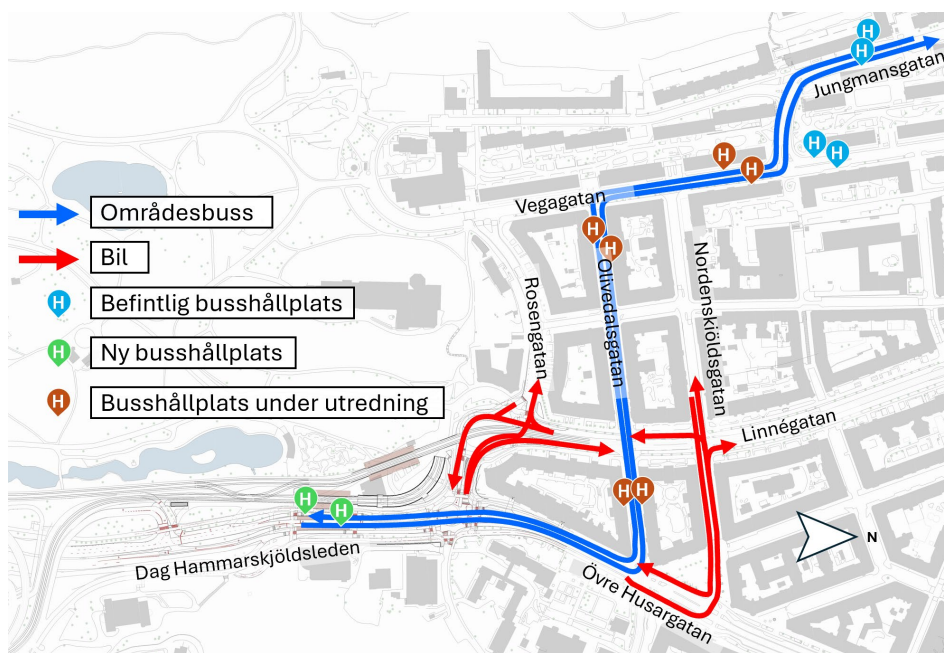 H
H
Jungmansgatan
H
H
H
H
Vegagatan
Områdesbuss
H
H
Bil
Olivedalsgatan
Nordenskiöldsgatan
Rosengatan
H
Befintlig busshållplats
H
Ny busshållplats
H
Busshållplats under utredning
Linnégatan
H
H
H
H
N
Dag Hammarskjöldsleden
Övre Husargatan